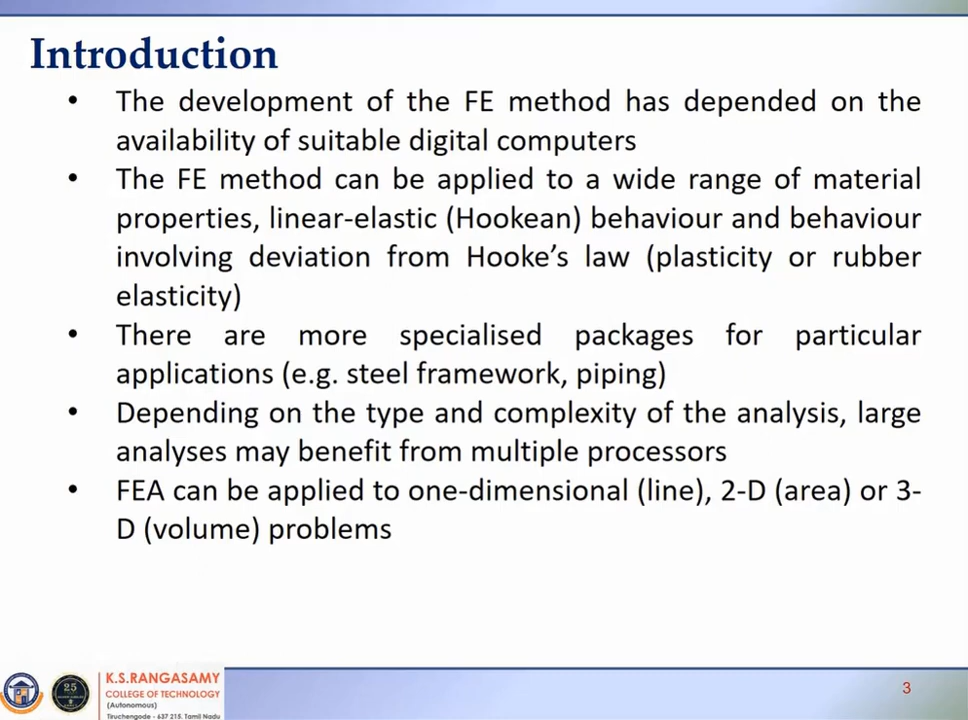 Introduction
• The development of the FE method has depended on the
availability of suitable digital computers
• The FE method can be applied to a wide range of material
properties, linear-elastic (Hookean) behaviour and behaviour
involving deviation from Hooke's law (plasticity or rubber
elasticity)
• There are more specialised packages for particular
applications (e.g. steel framework, piping)
• Depending on the type and complexity of the analysis, large
analyses may benefit from multiple processors
• FEA can be applied to one-dimensional (line), 2-D (area) or 3-
D (volume) problems
25
K.S.RANGASAMY
COLLEGE OF TECHNOLOGY
(Autonomous)
Tiruchengode - 637 215. Tamil Nadu
3